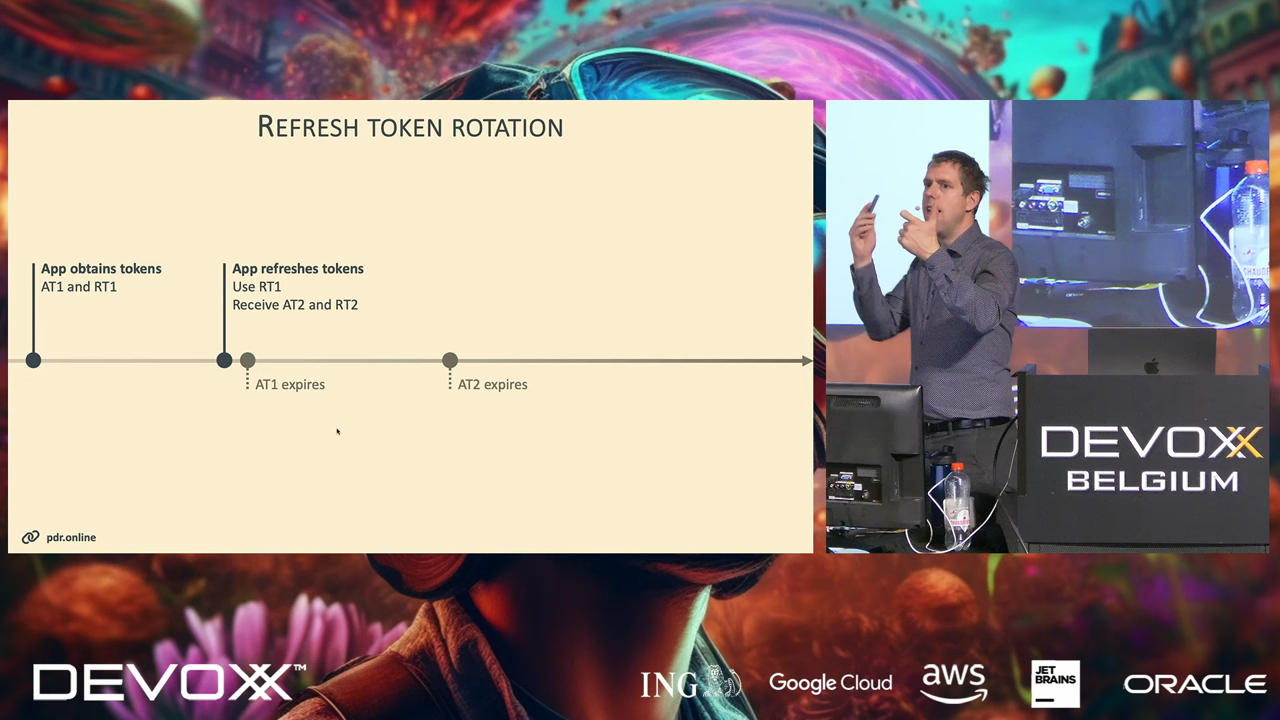 REFRESH TOKEN ROTATION
App obtains tokens
AT1 and RT1
App refreshes tokens
Use RT1
Receive AT2 and RT2
AT1 expires
AT2 expires
pdr.online
DEVOXX
BELGIUM
DEVOXX™
ING
Google Cloud
aws
JET
BRAINS
ORACLE